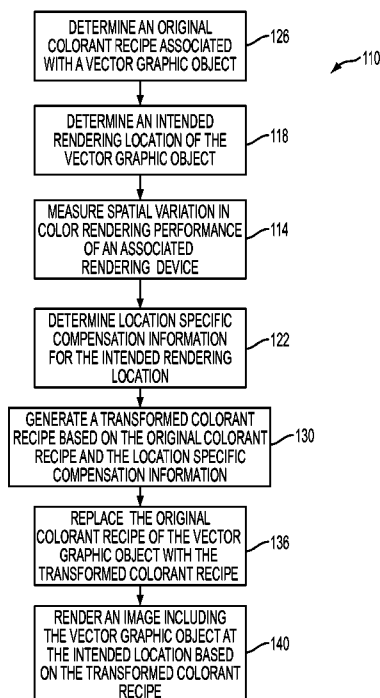 DETERMINE AN ORIGINAL
COLORANT RECIPE ASSOCIATED
WITH A VECTOR GRAPHIC OBJECT
126
110
DETERMINE AN INTENDED
RENDERING LOCATION OF THE
VECTOR GRAPHIC OBJECT
118
MEASURE SPATIAL VARIATION IN
COLOR RENDERING PERFORMANCE
OF AN ASSOCIATED
RENDERING DEVICE
114
DETERMINE LOCATION SPECIFIC
COMPENSATION INFORMATION
FOR THE INTENDED RENDERING
LOCATION
122
GENERATE A TRANSFORMED COLORANT
RECIPE BASED ON THE ORIGINAL COLORANT
RECIPE AND THE LOCATION SPECIFIC
COMPENSATION INFORMATION
130
REPLACE THE ORIGINAL
COLORANT RECIPE OF THE VECTOR
GRAPHIC OBJECT WITH THE
TRANSFORMED COLORANT RECIPE
136
RENDER AN IMAGE INCLUDING
THE VECTOR GRAPHIC OBJECT AT
THE INTENDED LOCATION BASED
ON THE TRANSFORMED COLORANT
RECIPE
140